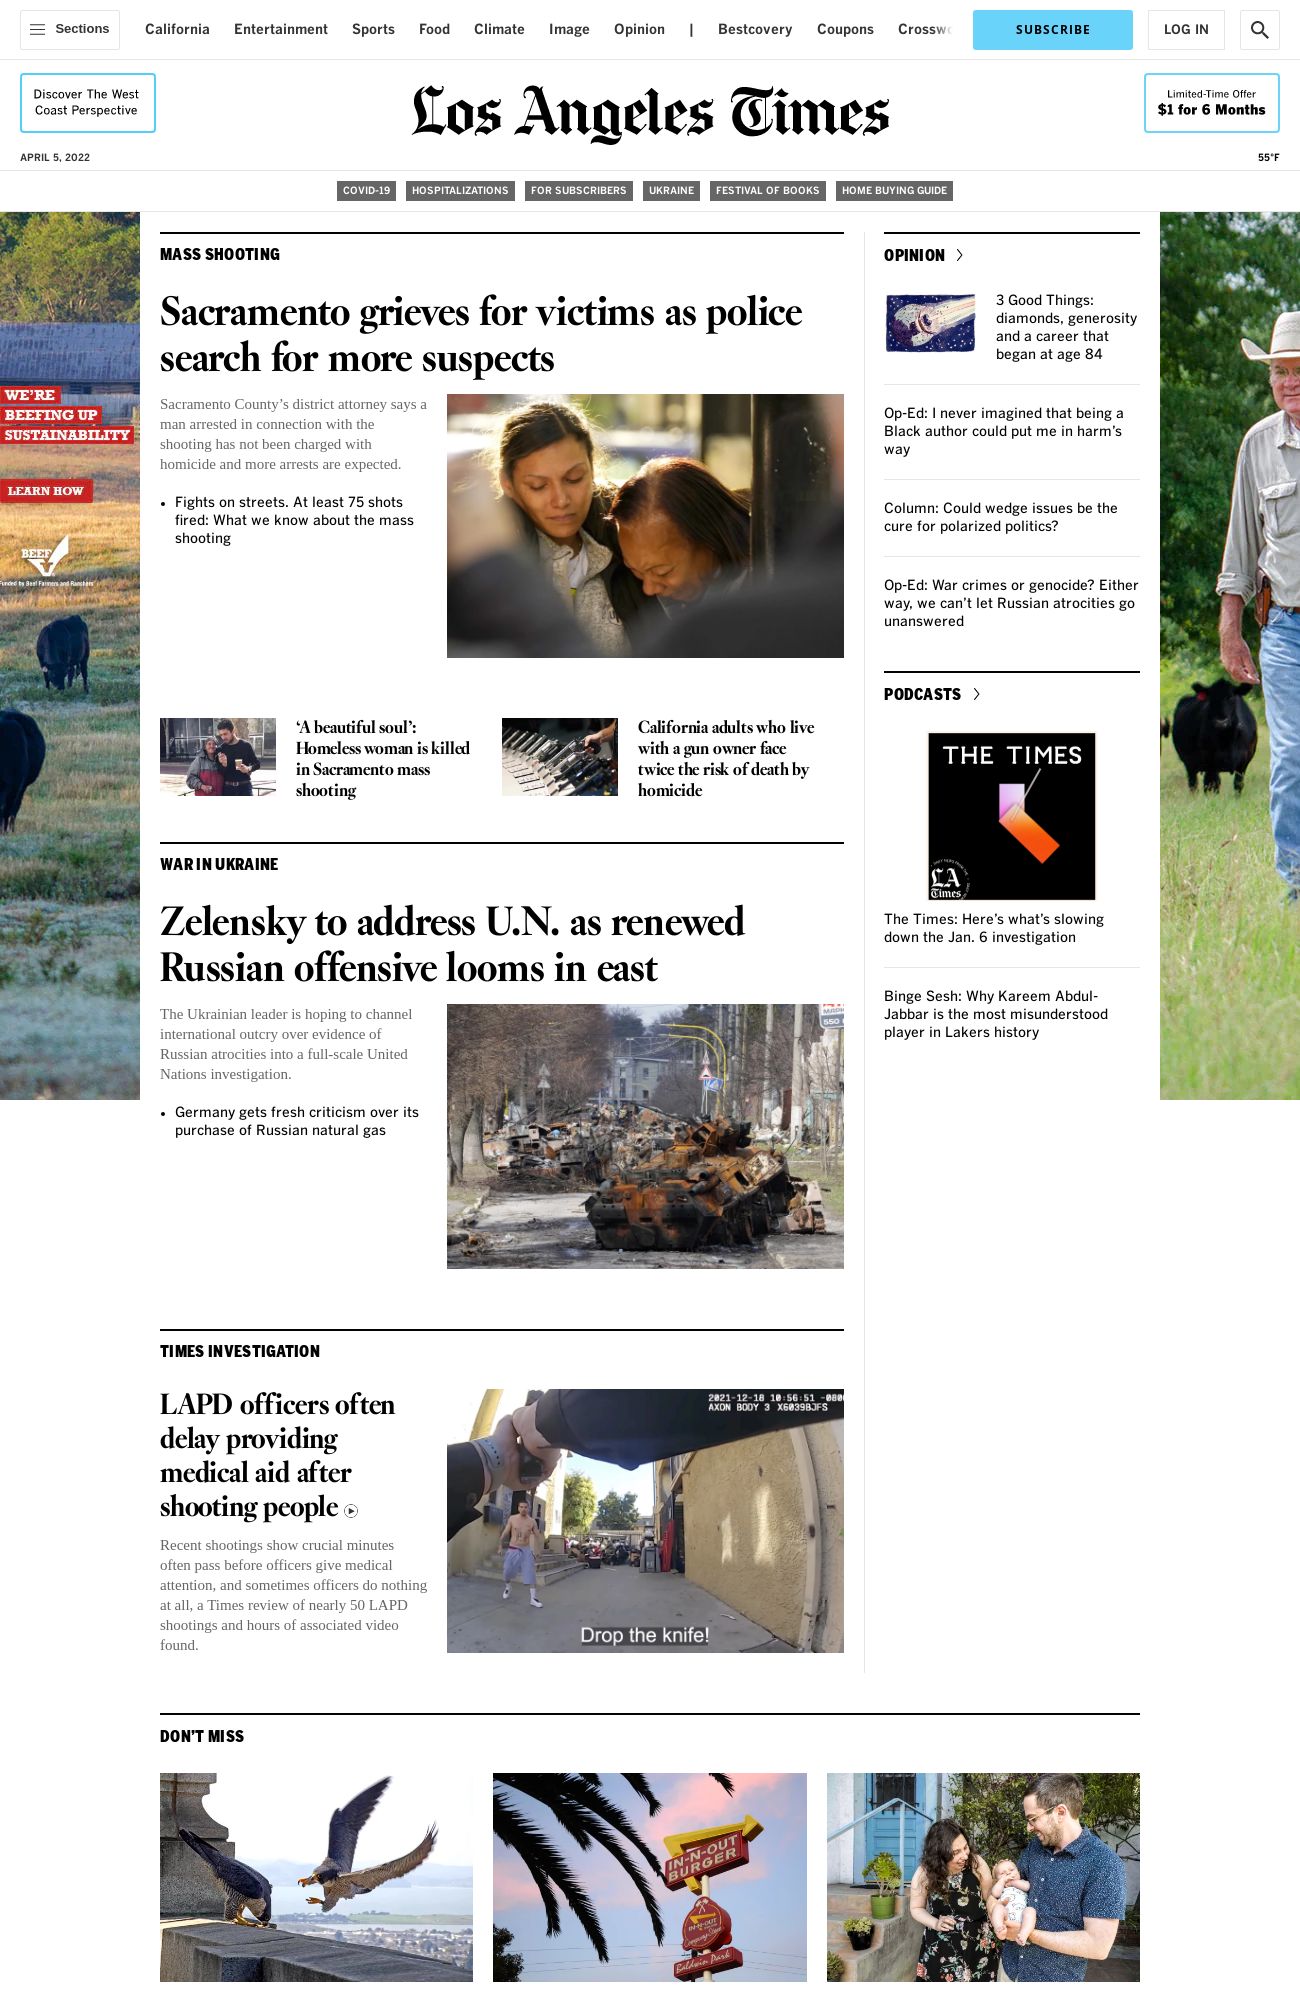 Sections
California
Entertainment
Sports
Food
Climate
Image
Opinion
|
Bestcovery
Coupons
SUBSCRIBE
LOG IN
Discover The West
Coast Perspective
Los Angeles Times
Limited-Time Offer
$1 for 6 Months
APRIL 5, 2022
55°F
COVID-19
HOSPITALIZATIONS
FOR SUBSCRIBERS
UKRAINE
FESTIVAL OF BOOKS
HOME BUYING GUIDE
WE'RE
BEEFING UP
SUSTAINABILITY
LEARN HOW
BEEF
Funded by Beef Farmers and Ranchers
MASS SHOOTING
Sacramento grieves for victims as police
search for more suspects
Sacramento County’s district attorney says a
man arrested in connection with the
shooting has not been charged with
homicide and more arrests are expected.
• Fights on streets. At least 75 shots
fired: What we know about the mass
shooting
‘A beautiful soul’:
Homeless woman is killed
in Sacramento mass
shooting
California adults who live
with a gun owner face
twice the risk of death by
homicide
WAR IN UKRAINE
Zelensky to address U.N. as renewed
Russian offensive looms in east
The Ukrainian leader is hoping to channel
international outcry over evidence of
Russian atrocities into a full-scale United
Nations investigation.
• Germany gets fresh criticism over its
purchase of Russian natural gas
550
TIMES INVESTIGATION
LAPD officers often
delay providing
medical aid after
shooting people
Recent shootings show crucial minutes
often pass before officers give medical
attention, and sometimes officers do nothing
at all, a Times review of nearly 50 LAPD
shootings and hours of associated video
found.
2021-12-18 10:56:51 -080
AXON BODY 3 X6039BJFS
Drop the knife!
OPINION
3 Good Things:
diamonds, generosity
and a career that
began at age 84
Op-Ed: I never imagined that being a
Black author could put me in harm’s
way
Column: Could wedge issues be the
cure for polarized politics?
Op-Ed: War crimes or genocide? Either
way, we can’t let Russian atrocities go
unanswered
PODCASTS
THE TIMES
LA
Times
The Times: Here’s what’s slowing
down the Jan. 6 investigation
Binge Sesh: Why Kareem Abdul-
Jabbar is the most misunderstood
player in Lakers history
DON’T MISS
IN-N-OUT
BURGER
IN-N-OUT
Company Store
Baldwin Park